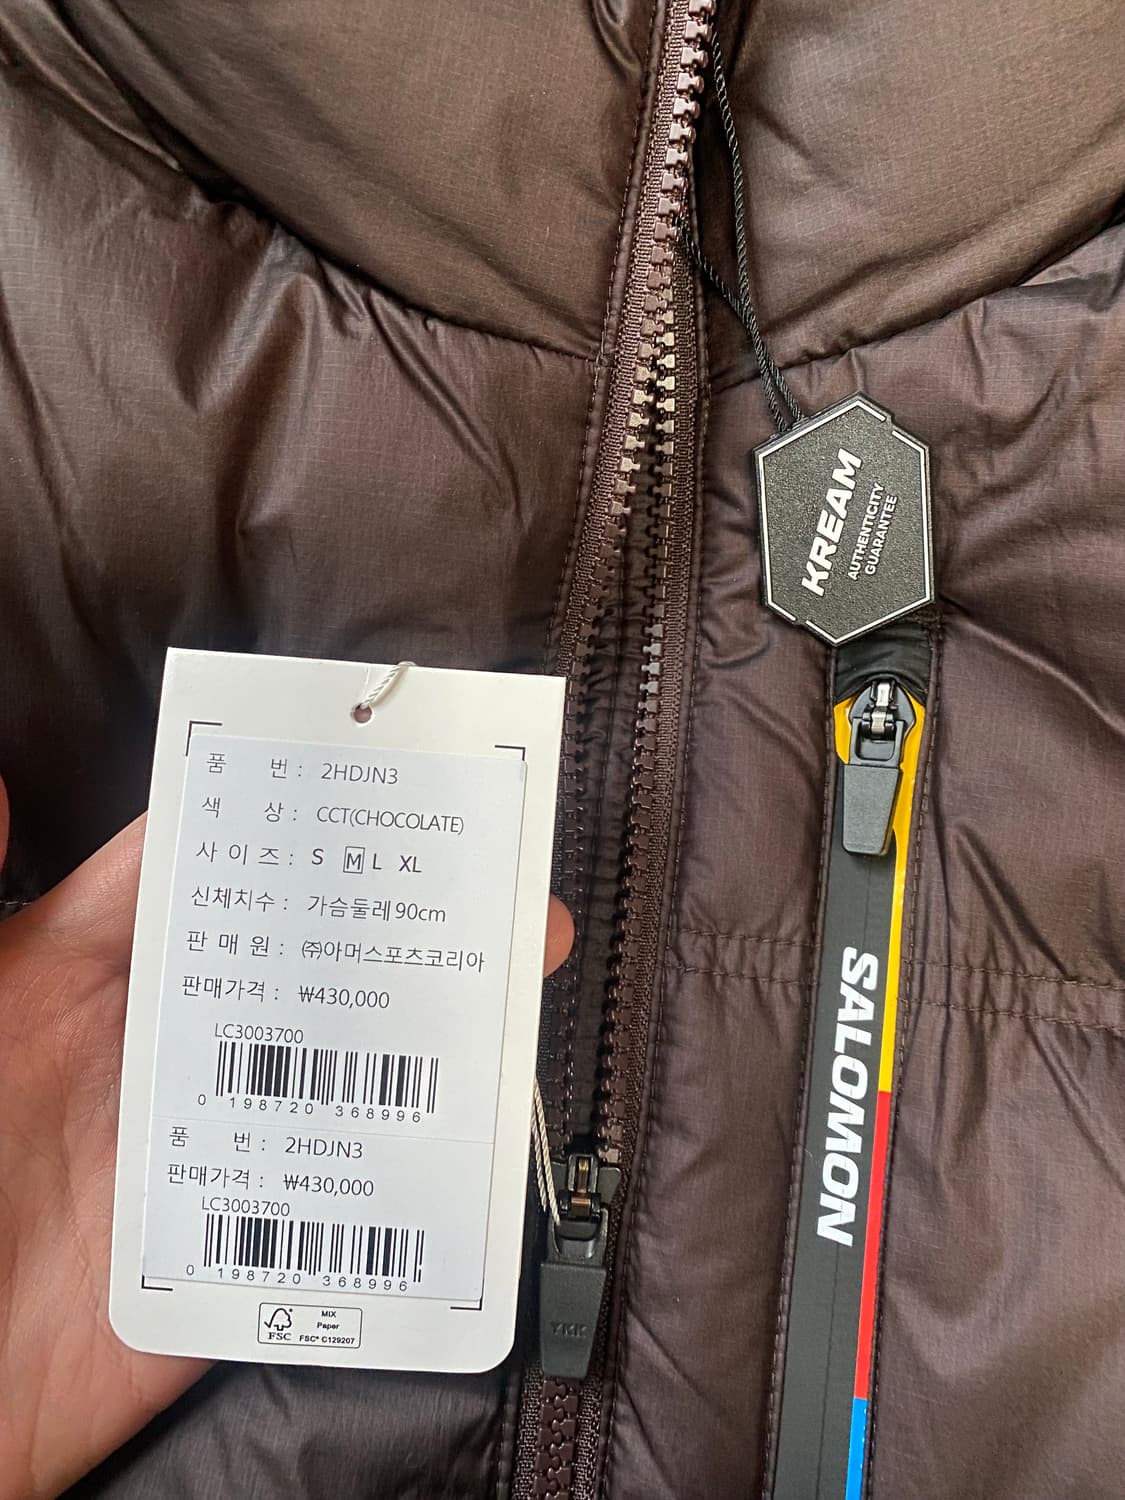 품 번 : 2HDJN3
색 상 : CCT(CHOCOLATE)
사 이 즈 : S M L XL
신체치수 : 가슴둘레 90cm
판 매 원 : ㈜아머스포츠코리아
판매가격 : ₩430,000
LC3003700
0 198720 368996
품 번 : 2HDJN3
판매가격 : ₩430,000
LC3003700
0 198720 368996
FSC
MIX
Paper
FSC® C129207
KREAM
AUTHENTICITY
GUARANTEE
SALOMON
YKK